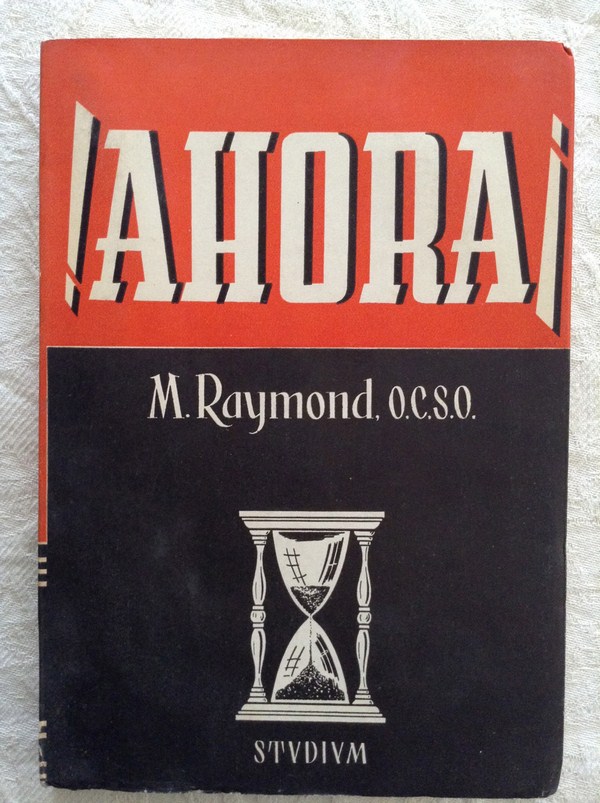 !AHORA¡
M. Raymond, O.C.S.O.
STVDIVM